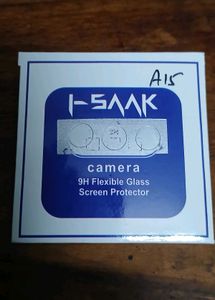 A15
I-SAAK
camera
9H Flexible Glass
Screen Protector